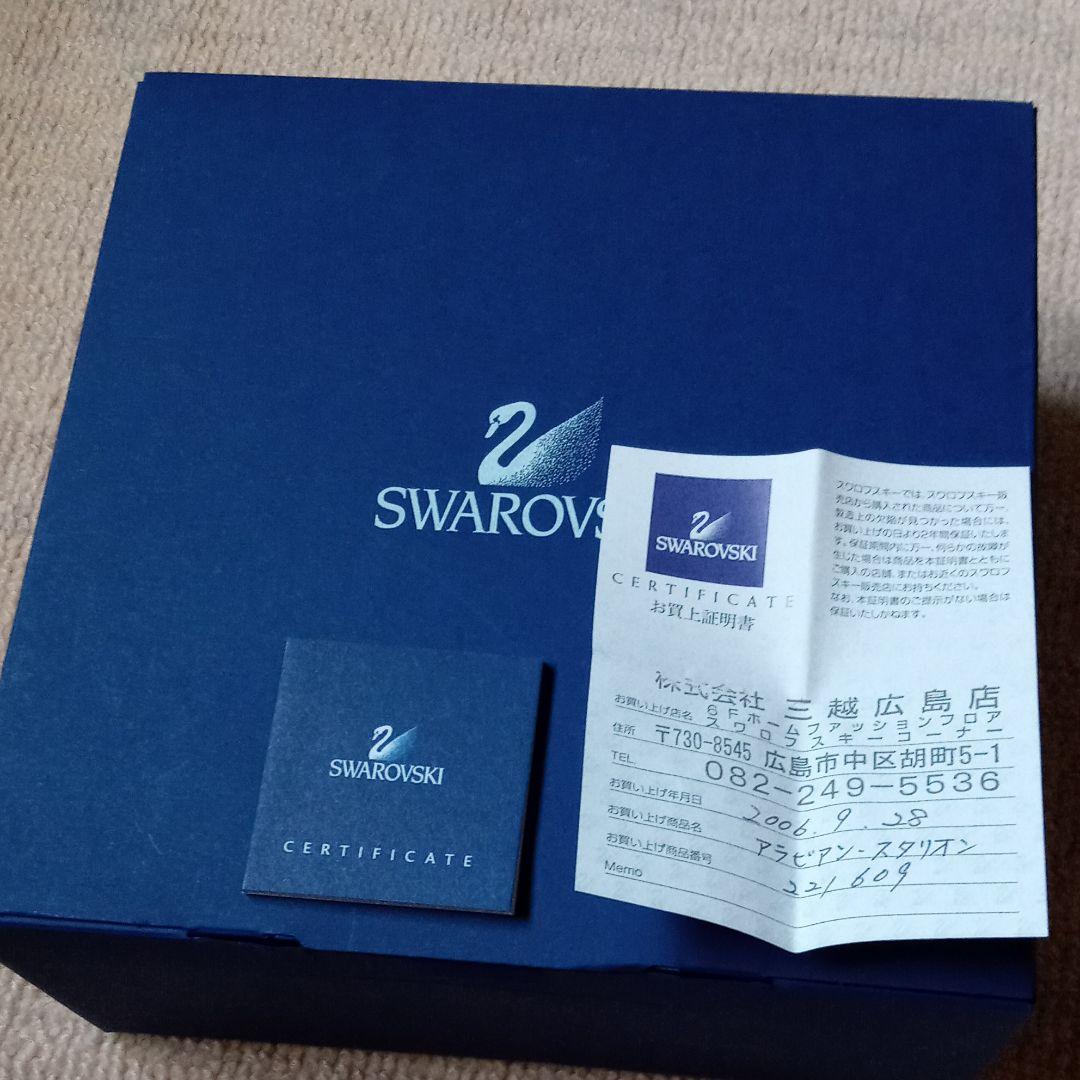 SWAROVS
SWAROVSKI
CERTIFICATE
SWAROVSKI
CERTIFICATE
お買上証明書
スワロフスキーでは、スワロフスキー販
売店から購入された商品について万一、
製造上の欠陥が見つかった場合には、
お買い上げの日より2年間保証いたしま
す。保証期間内に万一、何らかの故障が
生じた場合は商品を本証明書とともに
ご購入の店舗、またはお近くのスワロフ
スキー販売店にお持ちください。
なお、本証明書のご提示がない場合は
保証いたしかねます。
株式会社 三越広島店
お買い上げ店名 6Fホームファッションフロア
スワロフスキーコーナー
住所 〒730-8545 広島市中区胡町5-1
TEL. 082-249-5536
お買い上げ年月日 2006.9.28
お買い上げ商品名 アラビアン-スタリオン
お買い上げ商品番号 221609
Memo